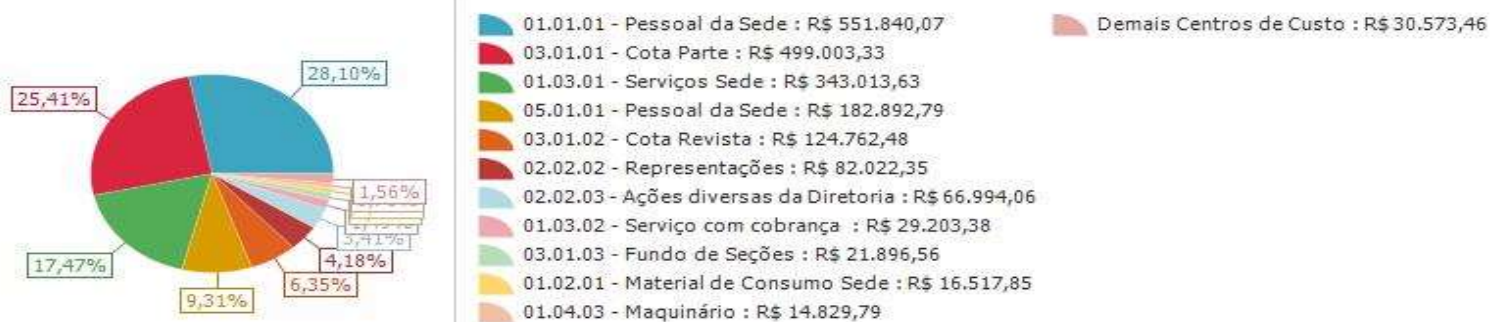 28,10%
25,41%
1,56%
3,41%
4,18%
17,47%
6,35%
9,31%
01.01.01 - Pessoal da Sede : R$ 551.840,07
03.01.01 - Cota Parte : R$ 499.003,33
01.03.01 - Serviços Sede : R$ 343.013,63
05.01.01 - Pessoal da Sede : R$ 182.892,79
03.01.02 - Cota Revista : R$ 124.762,48
02.02.02 - Representações : R$ 82.022,35
02.02.03 - Ações diversas da Diretoria : R$ 66.994,06
01.03.02 - Serviço com cobrança : R$ 29.203,38
03.01.03 - Fundo de Seções : R$ 21.896,56
01.02.01 - Material de Consumo Sede : R$ 16.517,85
01.04.03 - Maquinário : R$ 14.829,79
Demais Centros de Custo : R$ 30.573,46